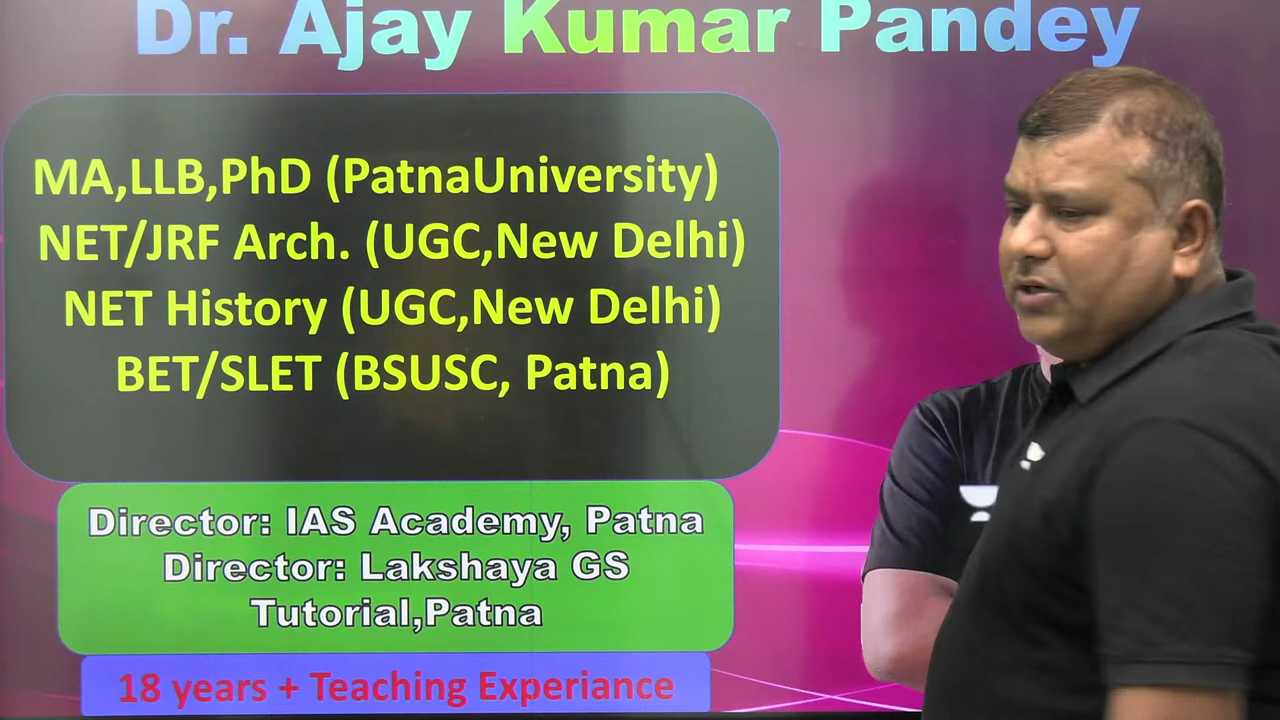 Dr. Ajay Kumar Pandey
MA,LLB,PhD (PatnaUniversity)
NET/JRF Arch. (UGC,New Delhi)
NET History (UGC,New Delhi)
BET/SLET (BSUSC, Patna)
Director: IAS Academy, Patna
Director: Lakshaya GS
Tutorial,Patna
18 years + Teaching Experiance